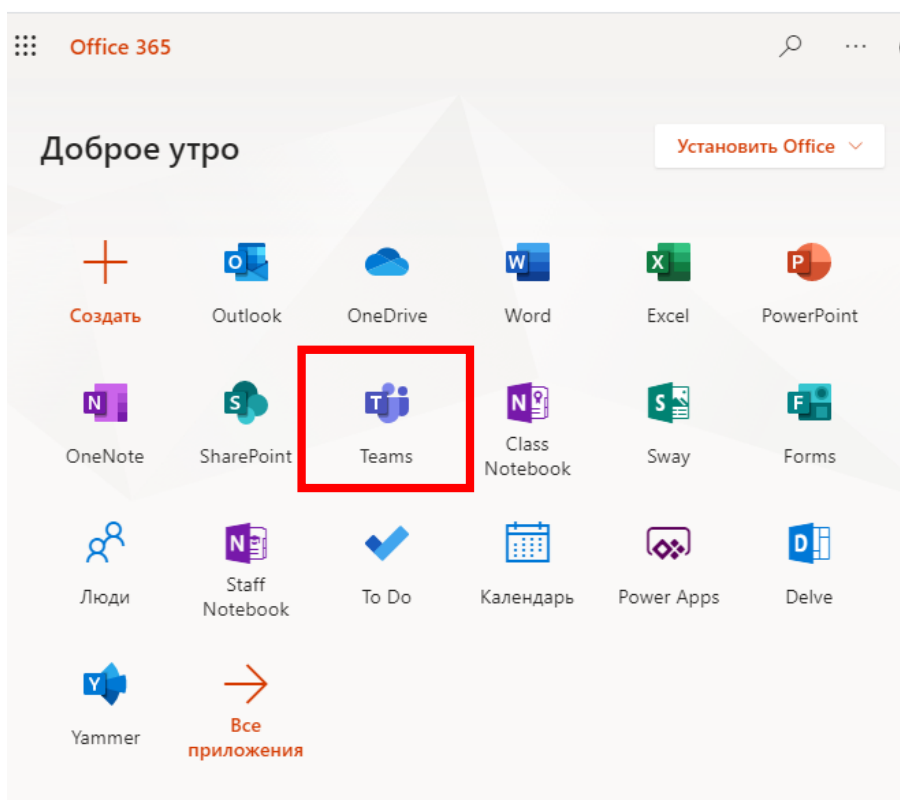 Office 365
Доброе утро
Установить Office
Создать
Outlook
OneDrive
Word
Excel
PowerPoint
OneNote
SharePoint
Teams
Class
Notebook
Sway
Forms
Люди
Staff
Notebook
To Do
Календарь
Power Apps
Delve
Yammer
Все
приложения